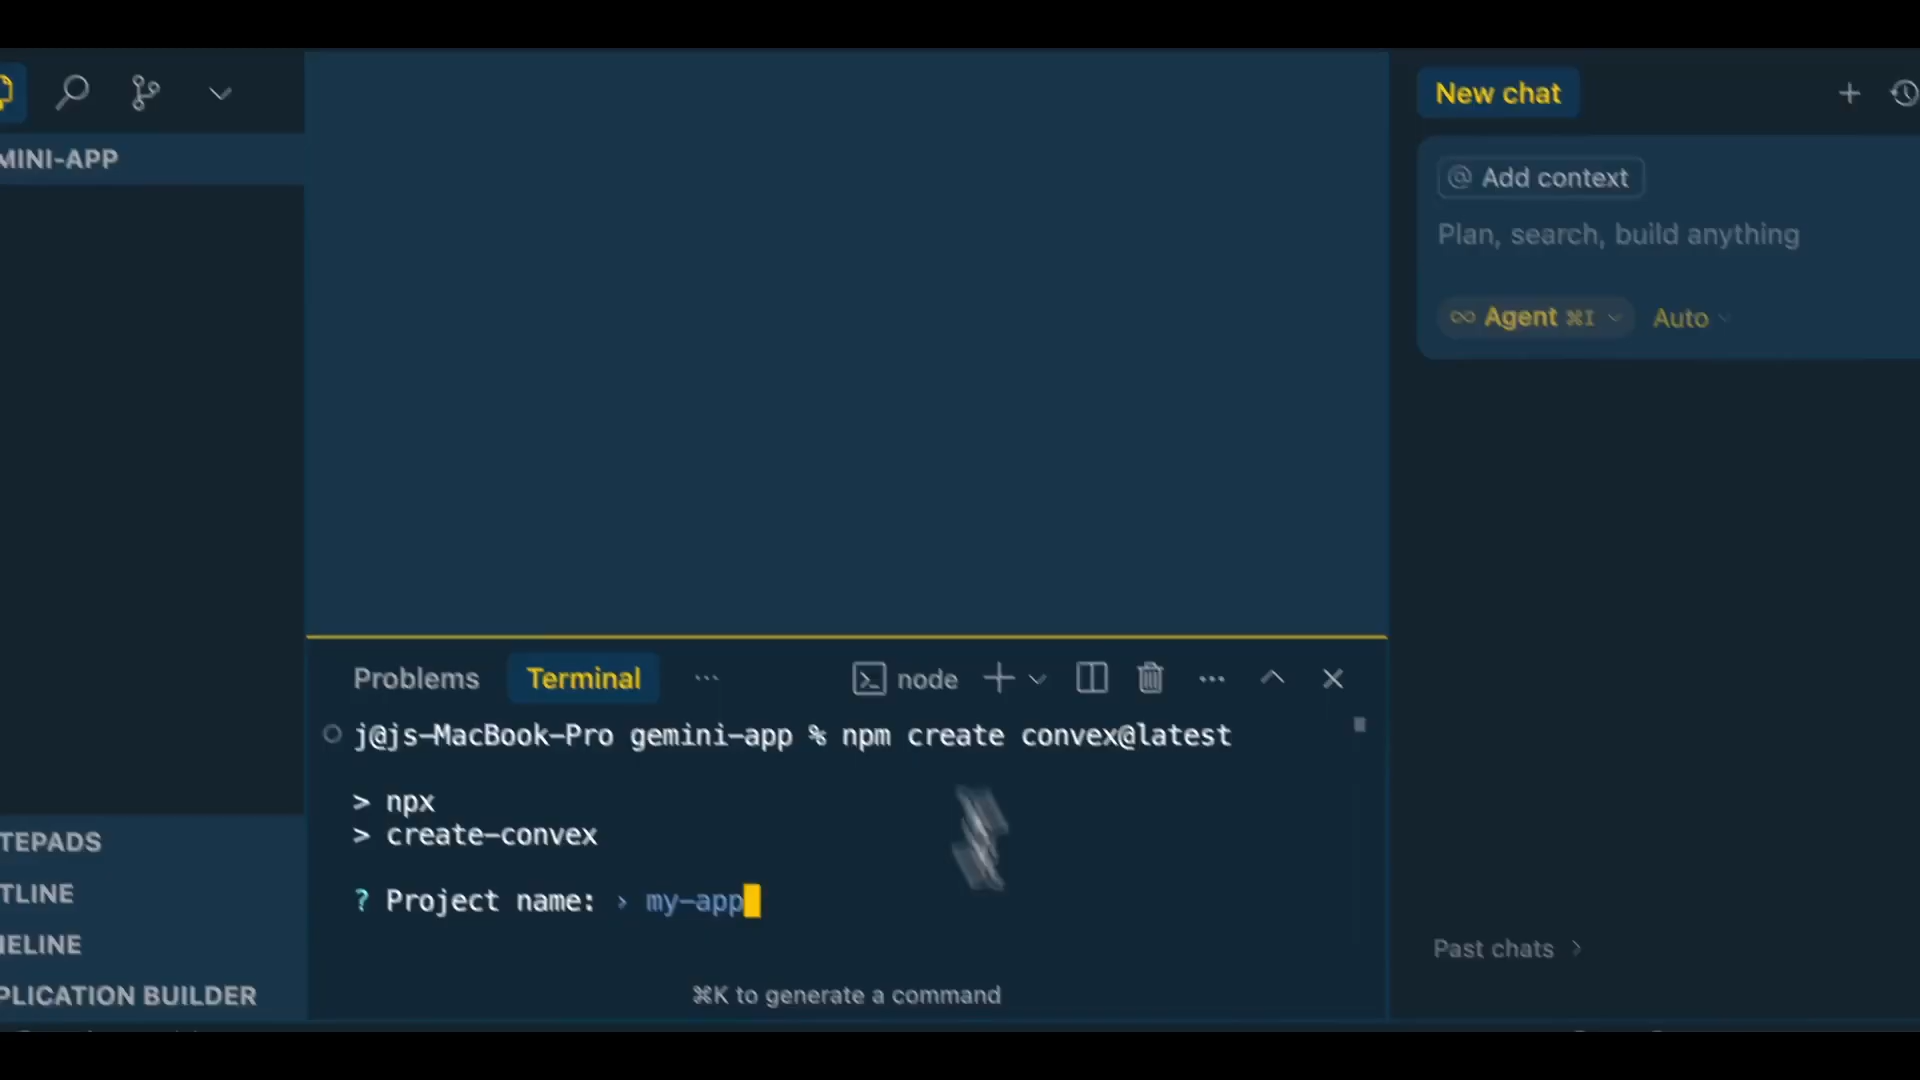 MINI-APP
TEPADS
TLINE
IELINE
PLICATION BUILDER
Problems
Terminal
node
j@js-MacBook-Pro gemini-app % npm create convex@latest
> npx
> create-convex
? Project name: › my-app
⌘K to generate a command
New chat
@ Add context
Plan, search, build anything
∞ Agent ⌘I
Auto
Past chats >